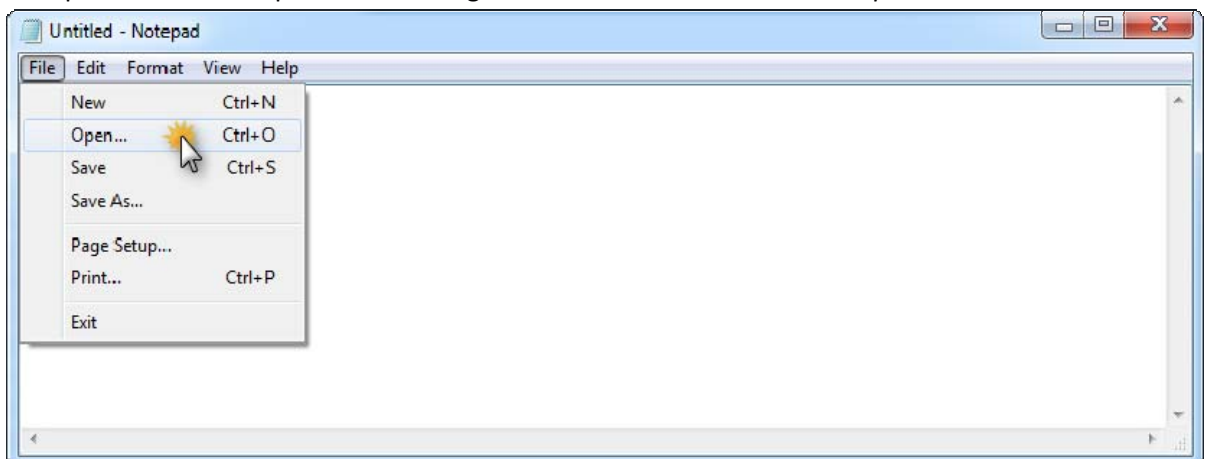 Untitled - Notepad
File Edit Format View Help
New Ctrl+N
Open... Ctrl+O
Save Ctrl+S
Save As...
Page Setup...
Print... Ctrl+P
Exit